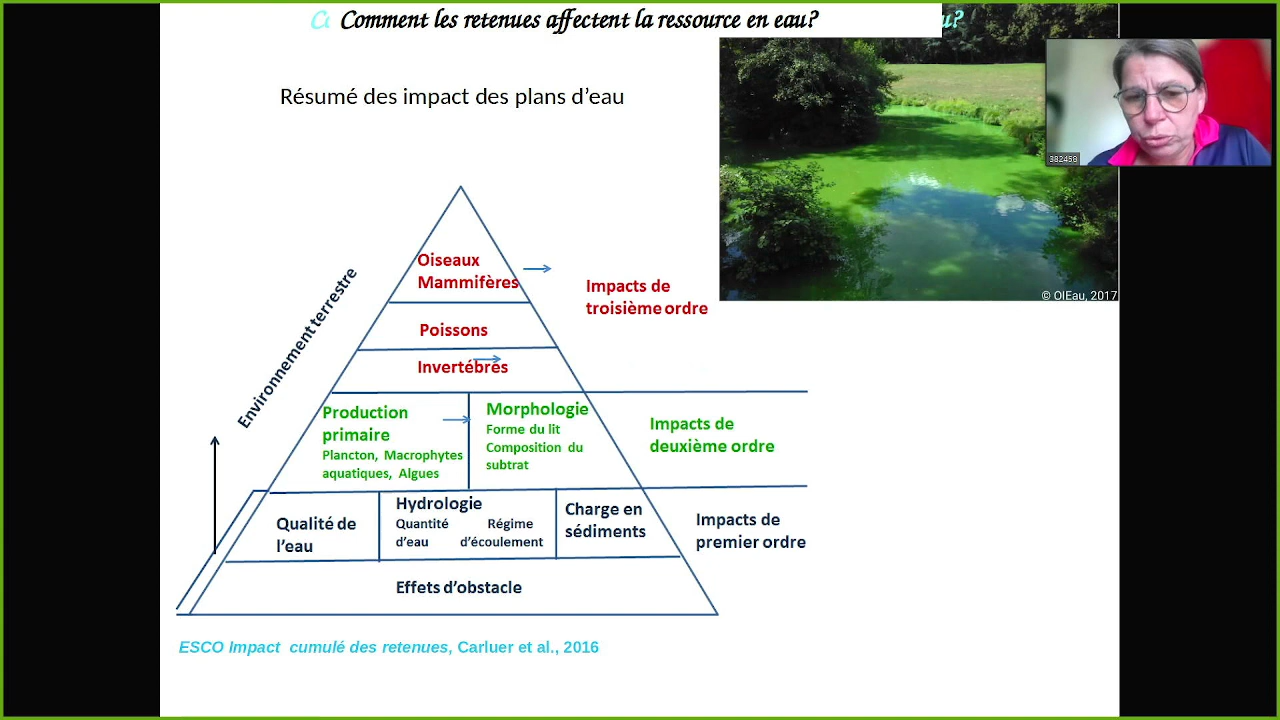 Comment les retenues affectent la ressource en eau?
u?
382458
Résumé des impact des plans d’eau
© OIEau, 2017
Environnement terrestre
Oiseaux
Mammifères
Impacts de
troisième ordre
Poissons
Invertébrés
Production
primaire
Plancton, Macrophytes
aquatiques, Algues
Morphologie
Forme du lit
Composition du
subtrat
Impacts de
deuxième ordre
Qualité de
l’eau
Hydrologie
Quantité Régime
d’eau d’écoulement
Charge en
sédiments
Impacts de
premier ordre
Effets d’obstacle
ESCO Impact cumulé des retenues, Carluer et al., 2016